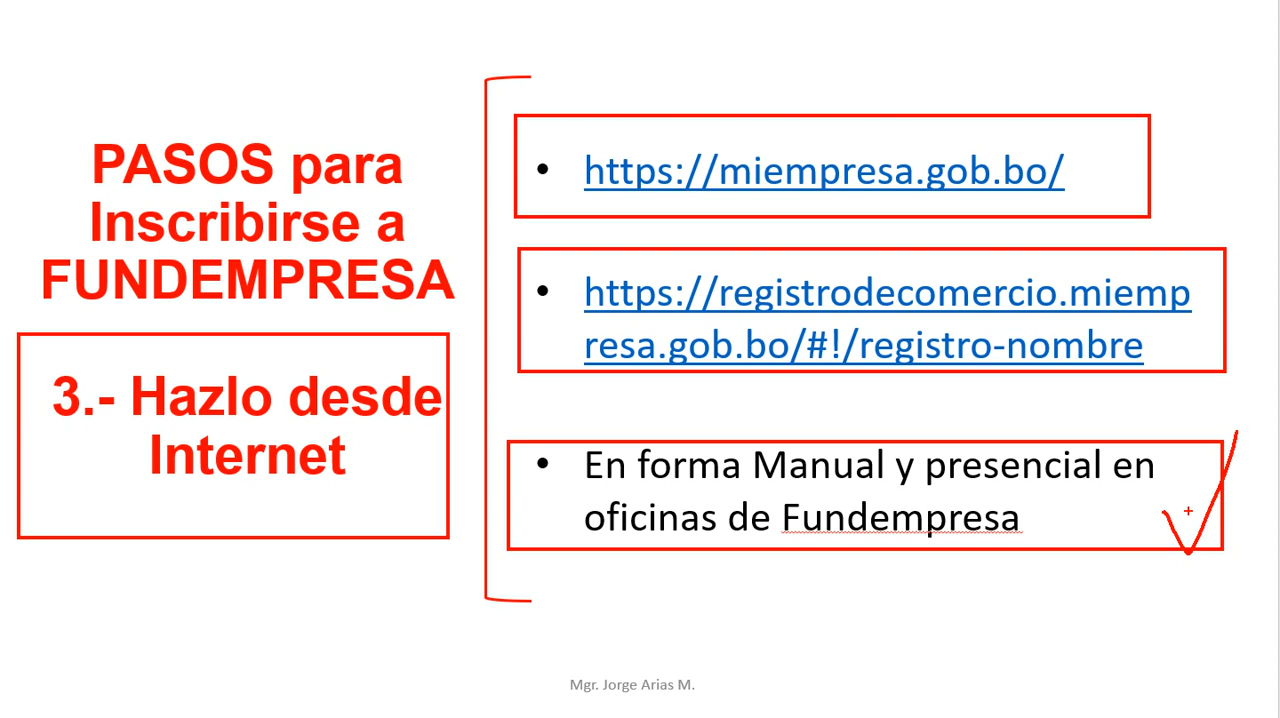 PASOS para
Inscribirse a
FUNDEMPRESA
3.- Hazlo desde
Internet
• https://miempresa.gob.bo/
• https://registrodecomercio.miemp
resa.gob.bo/#!/registro-nombre
• En forma Manual y presencial en
oficinas de Fundempresa
Mgr. Jorge Arias M.